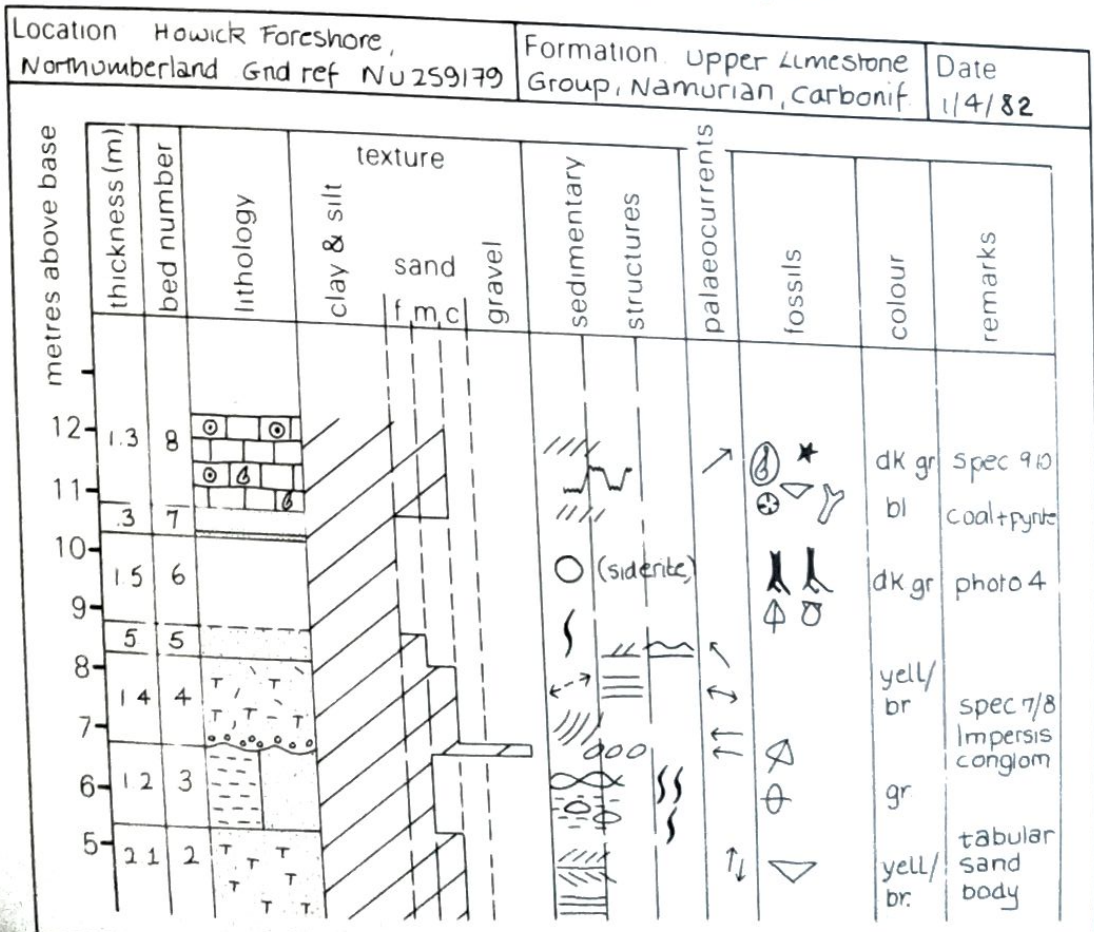 Location Howick Foreshore,
Northumberland Grid ref NU 259179
Formation Upper Limestone
Group, Namurian, Carbonif.
Date
1/4/82
metres above base
thickness (m)
bed number
lithology
texture
clay & silt
sand
f m c
gravel
sedimentary
structures
palaeocurrents
fossils
colour
remarks
12
1.3 8
dk gr spec 9 10
11
.3 7
bl coal + pyrite
10
1.5 6
(siderite)
dk gr photo 4
9
5 5
8
1 4 4
yell/
br
spec 7/8
7
Impersis
conglom
6
1.2 3
gr
5
2 1 2
yell/
br.
tabular
sand
body
T T T T T T T
T T T T T T T